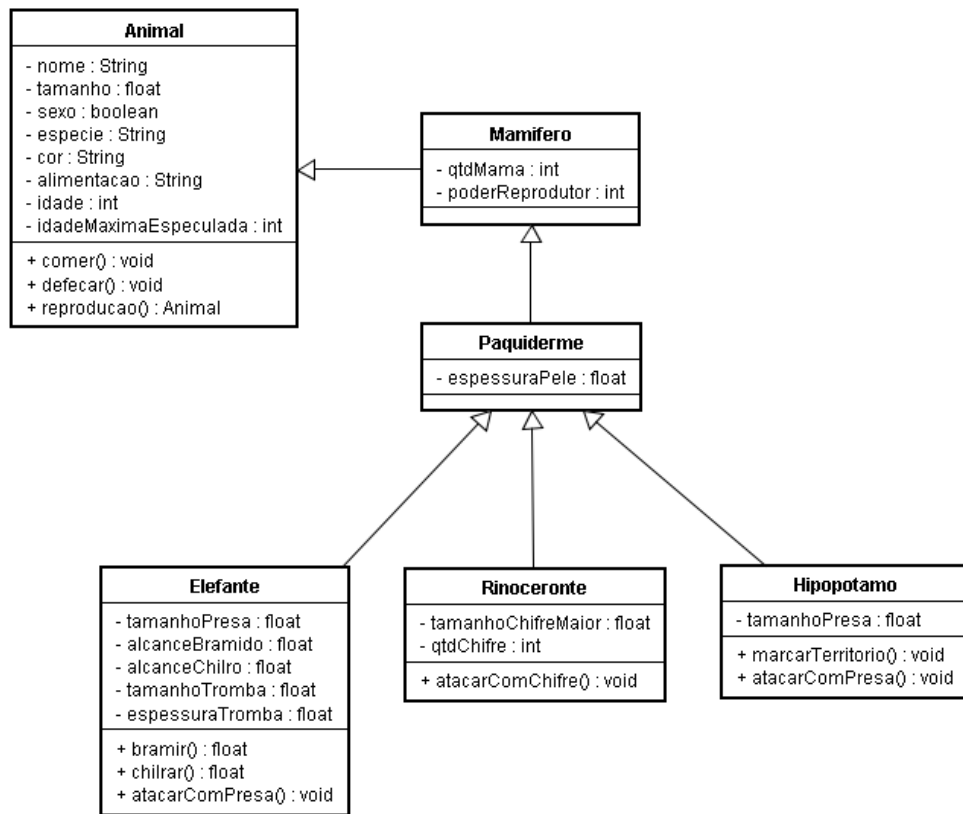 Animal
- nome : String
- tamanho : float
- sexo : boolean
- especie : String
- cor : String
- alimentacao : String
- idade : int
- idadeMaximaEspeculada : int
+ comer() : void
+ defecar() : void
+ reproducao() : Animal
Mamifero
- qtdMama : int
- poderReprodutor : int
Paquiderme
- espessuraPele : float
Elefante
- tamanhoPresa : float
- alcanceBramido : float
- alcanceChilro : float
- tamanhoTromba : float
- espessuraTromba : float
+ bramir() : float
+ chilrar() : float
+ atacarComPresa() : void
Rinoceronte
- tamanhoChifreMaior : float
- qtdChifre : int
+ atacarComChifre() : void
Hipopotamo
- tamanhoPresa : float
+ marcarTerritorio() : void
+ atacarComPresa() : void